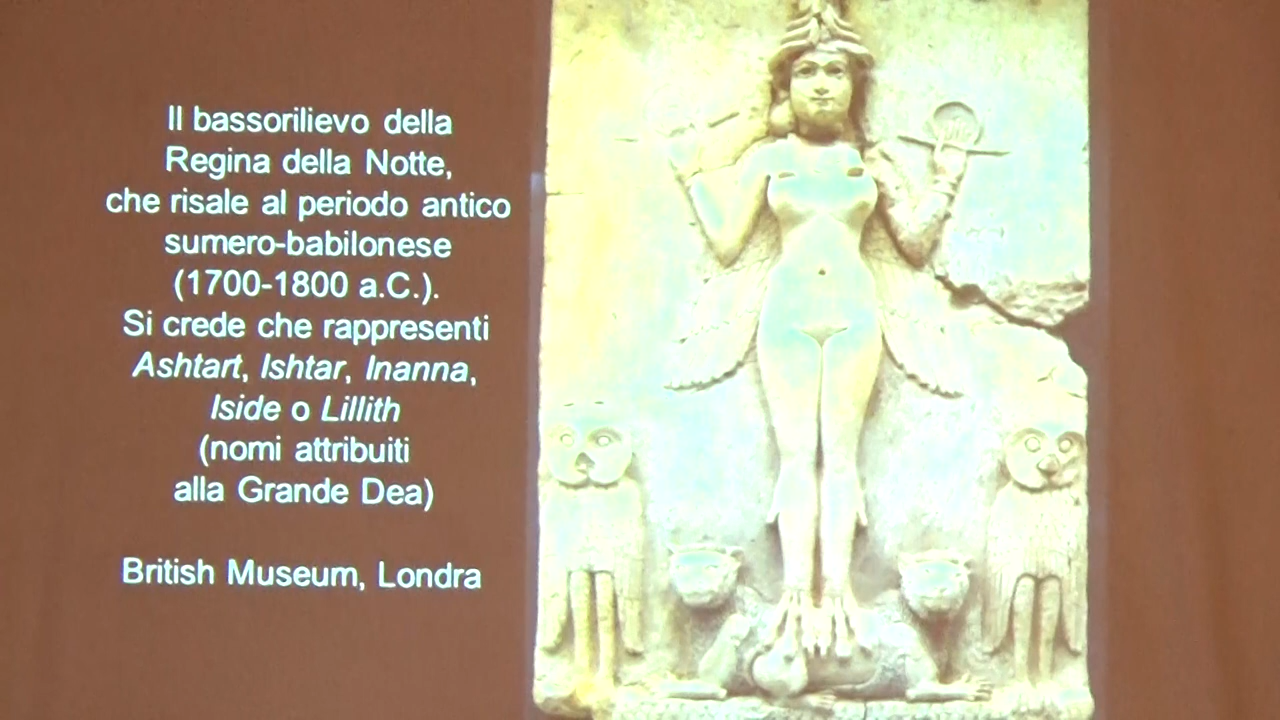 Il bassorilievo della
Regina della Notte,
che risale al periodo antico
sumero-babilonese
(1700-1800 a.C.).
Si crede che rappresenti
Ashtart, Ishtar, Inanna,
Iside o Lillith
(nomi attribuiti
alla Grande Dea)
British Museum, Londra